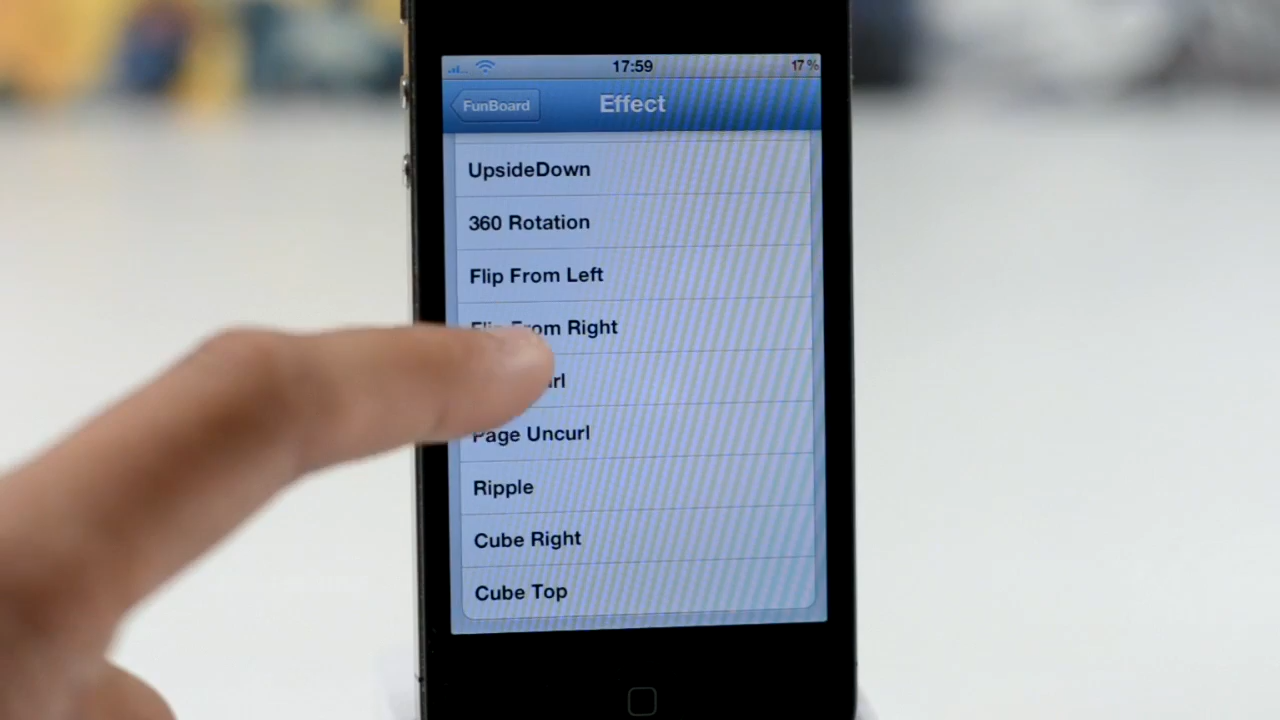 17:59
17%
FunBoard
Effect
UpsideDown
360 Rotation
Flip From Left
Flip From Right
Page Uncurl
Ripple
Cube Right
Cube Top